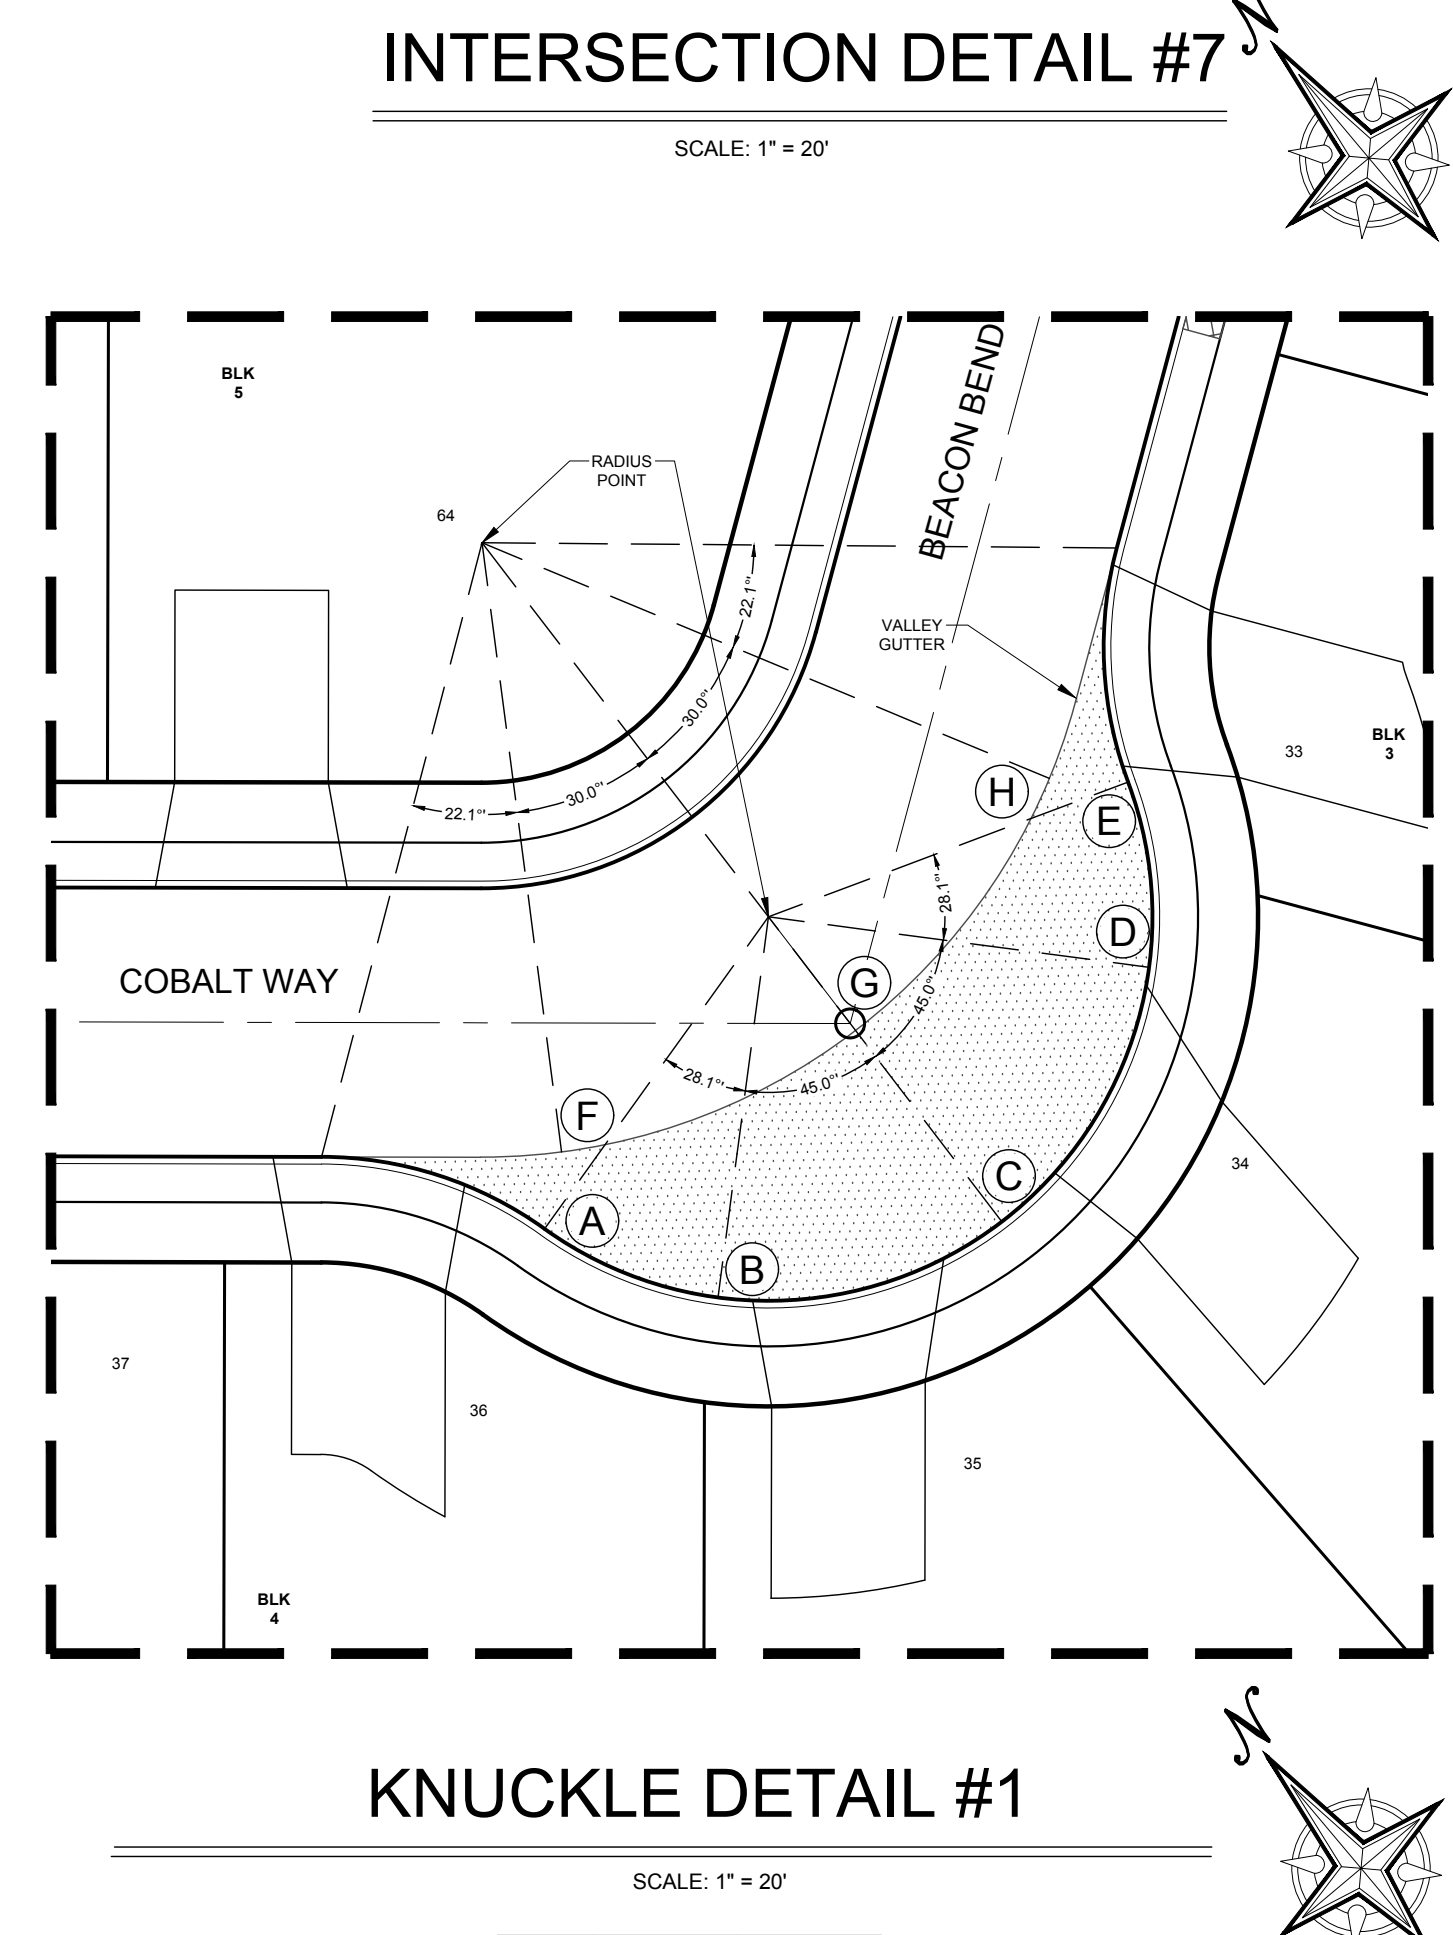 INTERSECTION DETAIL #7
N
SCALE: 1" = 20'
BLK
5
BEACON BEND
RADIUS
POINT
64
22.1°'
VALLEY
GUTTER
30.0°'
BLK
3
33
H
30.0°'
22.1°'
E
28.1°'
D
COBALT WAY
G
45.0°'
28.1°'
45.0°'
F
C
34
A
B
37
36
35
BLK
4
N
KNUCKLE DETAIL #1
SCALE: 1" = 20'